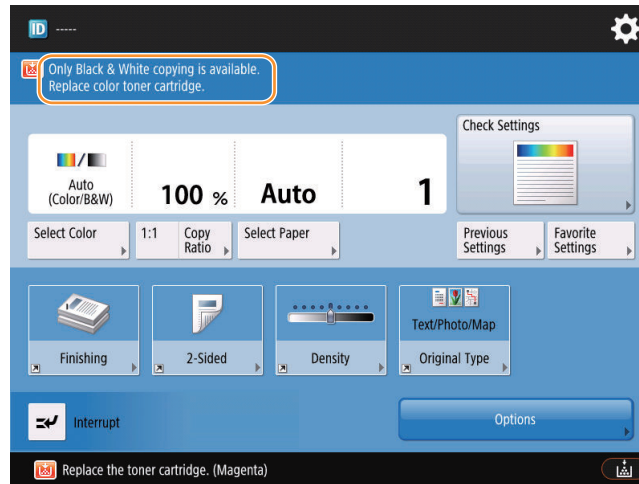 ID -----
Only Black & White copying is available.
Replace color toner cartridge.
Check Settings
Auto
(Color/B&W)
100 %
Auto
1
Select Color
1:1
Copy
Ratio
Select Paper
Previous
Settings
Favorite
Settings
Text/Photo/Map
Finishing
2-Sided
Density
Original Type
Interrupt
Options
Replace the toner cartridge. (Magenta)